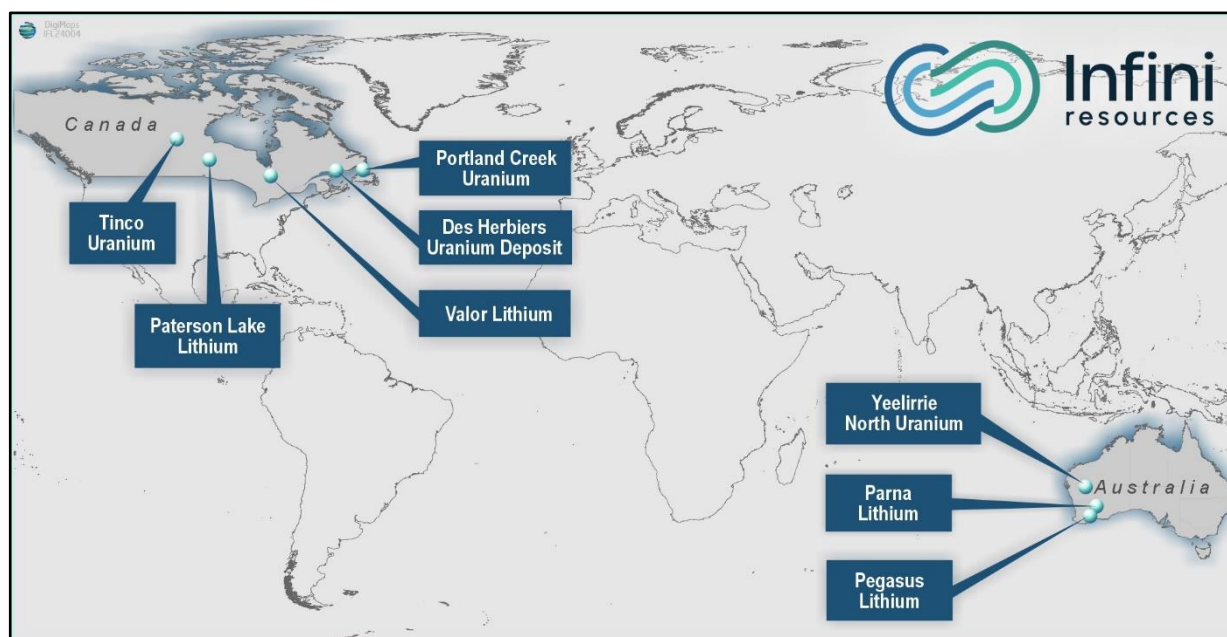 DigiMaps
IFL24004
Infini
resources
Canada
Portland Creek
Uranium
Tinco
Uranium
Des Herbiers
Uranium Deposit
Paterson Lake
Lithium
Valor Lithium
Yeelirrie
North Uranium
Australia
Parna
Lithium
Pegasus
Lithium